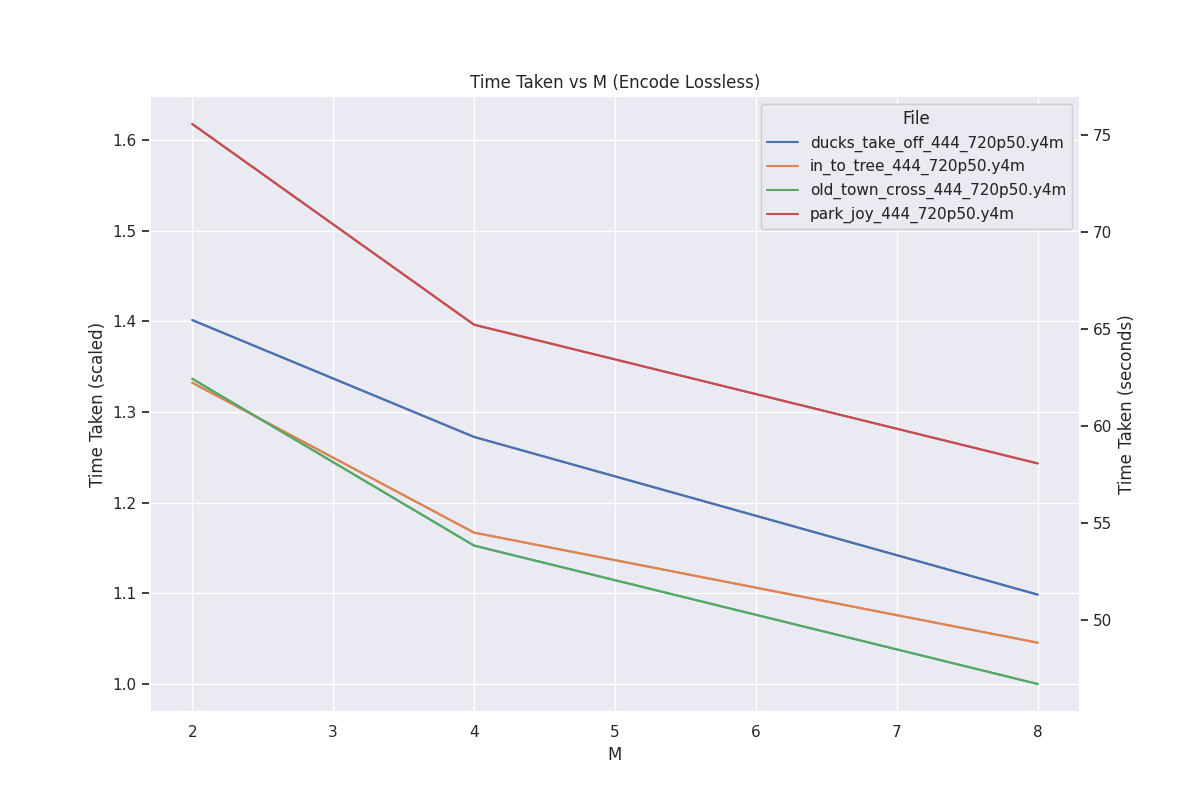 Time Taken vs M (Encode Lossless)
File
ducks_take_off_444_720p50.y4m
in_to_tree_444_720p50.y4m
old_town_cross_444_720p50.y4m
park_joy_444_720p50.y4m
Time Taken (scaled)
1.6
1.5
1.4
1.3
1.2
1.1
1.0
75
70
65
60
55
50
Time Taken (seconds)
2 3 4 5 6 7 8
M